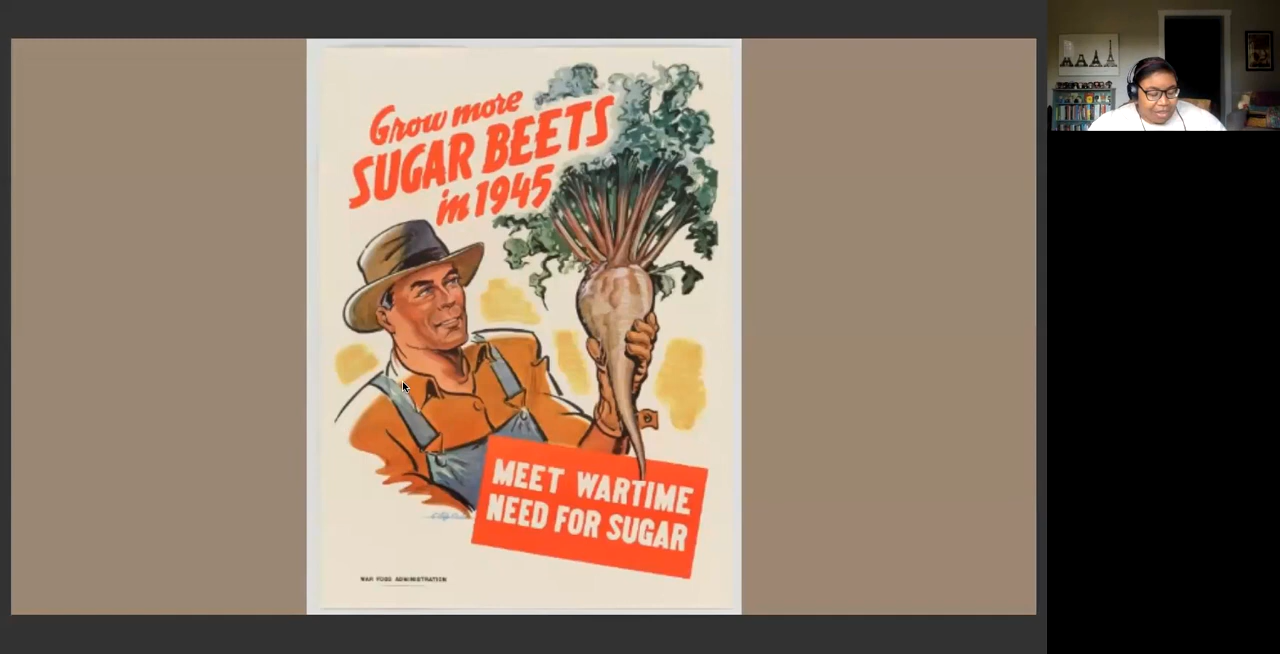 Grow more
SUGAR BEETS
in 1945
MEET WARTIME
NEED FOR SUGAR
WAR FOOD ADMINISTRATION